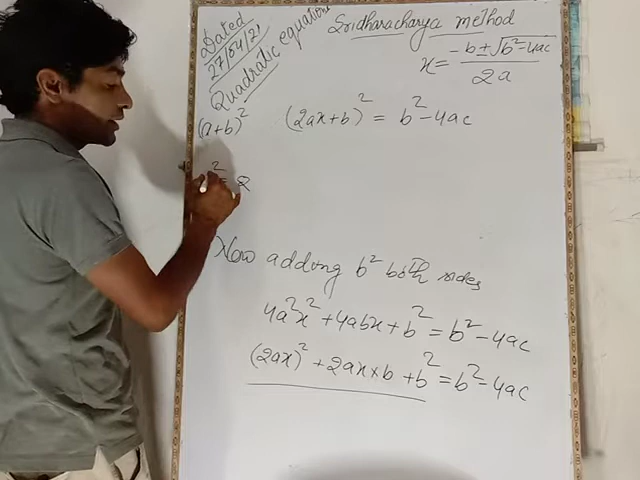 Dated
27/04/21
Quadratic equation
Sridharacharya method
x = -b±√b²-4ac / 2a
(a+b)²
(2ax+b)² = b²-4ac
² = 2
Now adding b² both sides
4a²x² + 4abx + b² = b² - 4ac
(2ax)² + 2ax×b + b² = b² - 4ac